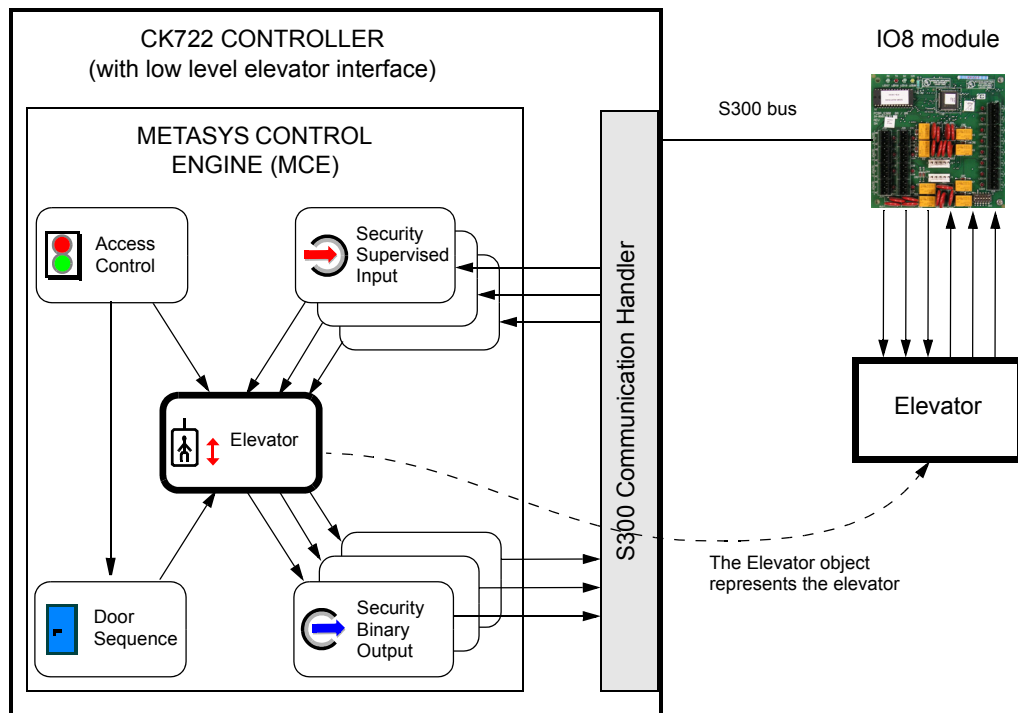 CK722 CONTROLLER
(with low level elevator interface)
IO8 module
S300 bus
METASYS CONTROL
ENGINE (MCE)
Access
Control
Security
Supervised
Input
S300 Communication Handler
Elevator
Elevator
The Elevator object
represents the elevator
Door
Sequence
Security
Binary
Output